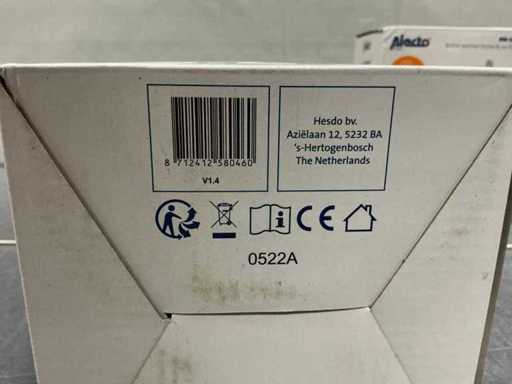 Alecto
8 712412 580460
V1.4
Hesdo bv.
Aziëlaan 12, 5232 BA
's-Hertogenbosch
The Netherlands
i
CE
0522A